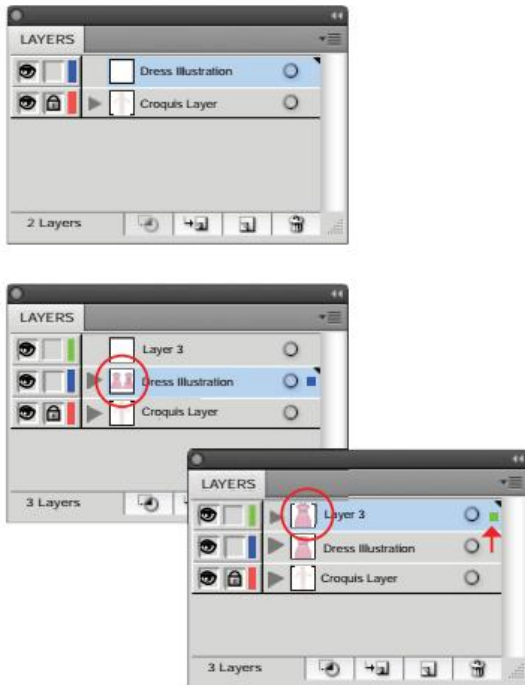 LAYERS
Dress Illustration
Croquis Layer
2 Layers
LAYERS
Layer 3
Dress Illustration
Croquis Layer
3 Layers
LAYERS
Layer 3
Dress Illustration
Croquis Layer
3 Layers